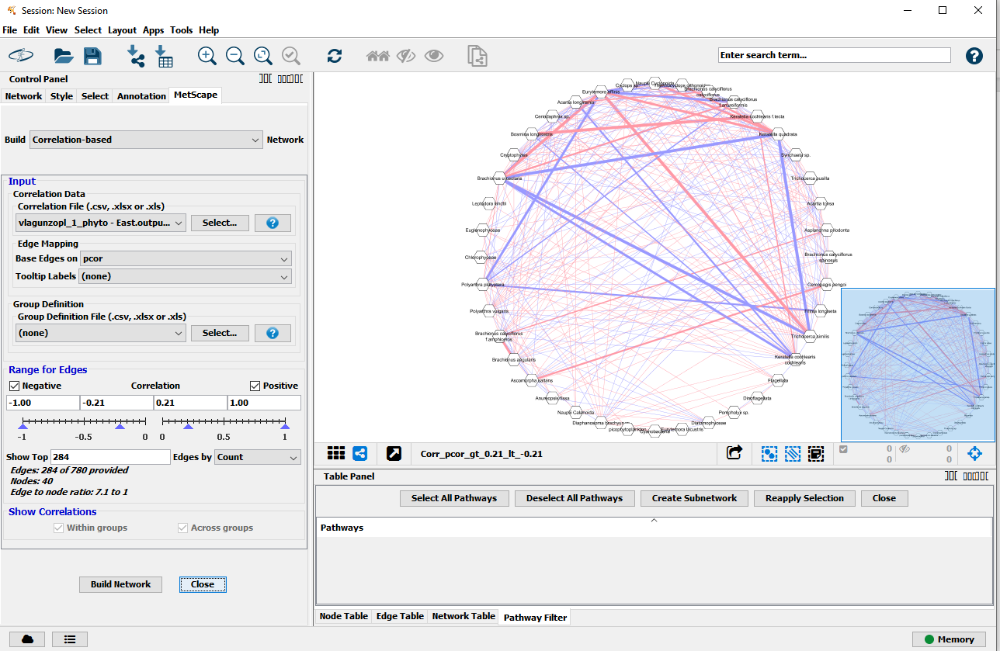 Session: New Session
File Edit View Select Layout Apps Tools Help
Enter search term...
Control Panel
Network Style Select Annotation MetScape
Build Correlation-based Network
Input
Correlation Data
Correlation File (.csv, .xlsx or .xls)
vlagunzopl_1_phyto - East.outpu... Select...
Edge Mapping
Base Edges on pcor
Tooltip Labels (none)
Group Definition
Group Definition File (.csv, .xlsx or .xls)
(none) Select...
Range for Edges
Negative Correlation Positive
-1.00 -0.21 0.21 1.00
-1 -0.5 0 0 0.5 1
Show Top 284 Edges by Count
Edges: 284 of 780 provided
Nodes: 40
Edge to node ratio: 7.1 to 1
Show Correlations
Within groups Across groups
Build Network Close
Cyclops sp.
Nauplii Cyclopoida
Brachionus calyciflorus
calyciflorus
Eurytemora affinis
Brachionus calyciflorus
f.anureiformis
Acartia longiremis
Keratella cochlearis f.tecta
Ceriodaphnia sp.
Keratella quadrata
Bosmina longirostris
Synchaeta sp.
Cryptophytes
Trichocerca pusilla
Brachionus urceolaris
Acartia tonsa
Leptodora kindtii
Asplanchna priodonta
Euglenophyceae
Brachionus calyciflorus
spinosus
Chlorophyceae
Cercopagis pengoi
Polyarthra platyptera
Filinia longiseta
Polyarthra vulgaris
Trichocerca similis
Brachionus calyciflorus
f.amphiceros
Keratella cochlearis
cochlearis
Brachionus angularis
Flagellata
Ascomorpha saltans
Dinoflagellata
Anureopsis fissa
Pompholyx sp.
Nauplii Calanoida
Diatomophyceae
Diaphanosoma brachyurum
Eurytemora lacustris
picophytoplankton
Cyanobacteria
Corr_pcor_gt_0.21_lt_-0.21
0 0
0 0
Table Panel
Select All Pathways Deselect All Pathways Create Subnetwork Reapply Selection Close
Pathways
Node Table Edge Table Network Table Pathway Filter
Memory